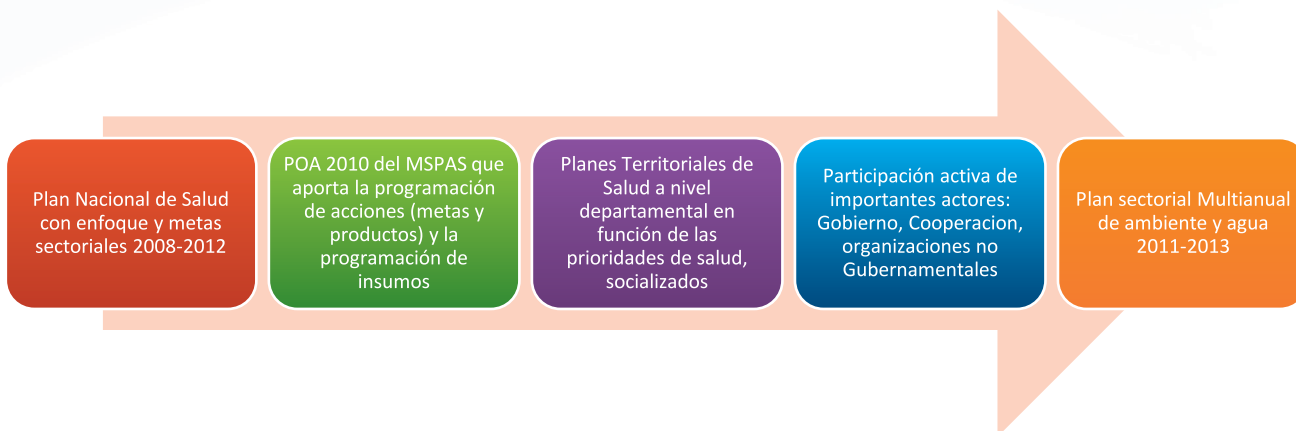 Plan Nacional de Salud
con enfoque y metas
sectoriales 2008-2012
POA 2010 del MSPAS que
aporta la programación
de acciones (metas y
productos) y la
programación de
insumos
Planes Territoriales de
Salud a nivel
departamental en
función de las
prioridades de salud,
socializados
Participación activa de
importantes actores:
Gobierno, Cooperacion,
organizaciones no
Gubernamentales
Plan sectorial Multianual
de ambiente y agua
2011-2013